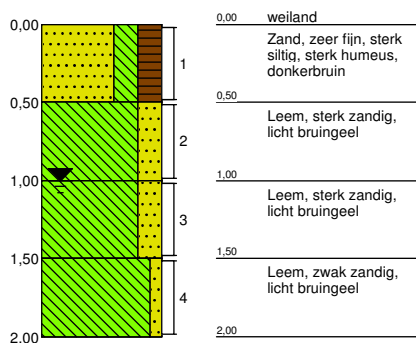 0,00
0,50
1,00
1,50
2,00
1
2
3
4
0,00
weiland
Zand, zeer fijn, sterk
siltig, sterk humeus,
donkerbruin
0,50
Leem, sterk zandig,
licht bruingeel
1,00
Leem, sterk zandig,
licht bruingeel
1,50
Leem, zwak zandig,
licht bruingeel
2,00